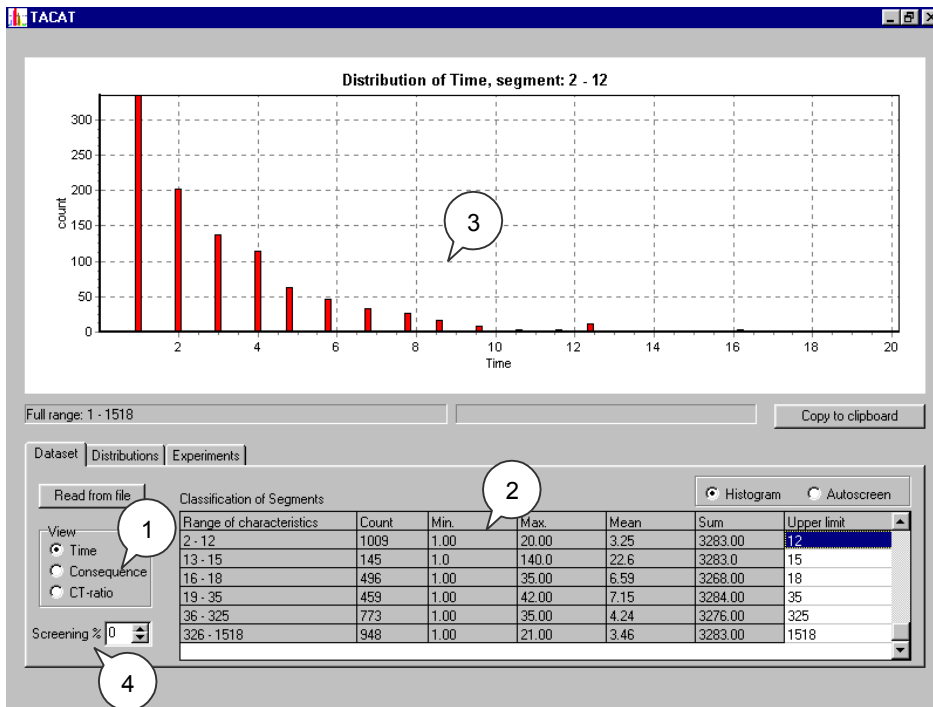 TACAT
Distribution of Time, segment: 2 - 12
count
300
250
200
150
100
50
0
2 4 6 8 10 12 14 16 18 20
Time
3
Full range: 1 - 1518
Copy to clipboard
Dataset Distributions Experiments
Read from file
Classification of Segments
2
Histogram Autoscreen
View
Time
Consequence
CT-ratio
1
Screening % 0
4
Range of characteristics Count Min. Max. Mean Sum Upper limit
2 - 12 1009 1.00 20.00 3.25 3283.00 12
13 - 15 145 1.0 140.0 22.6 3283.0 15
16 - 18 496 1.00 35.00 6.59 3268.00 18
19 - 35 459 1.00 42.00 7.15 3284.00 35
36 - 325 773 1.00 35.00 4.24 3276.00 325
326 - 1518 948 1.00 21.00 3.46 3283.00 1518